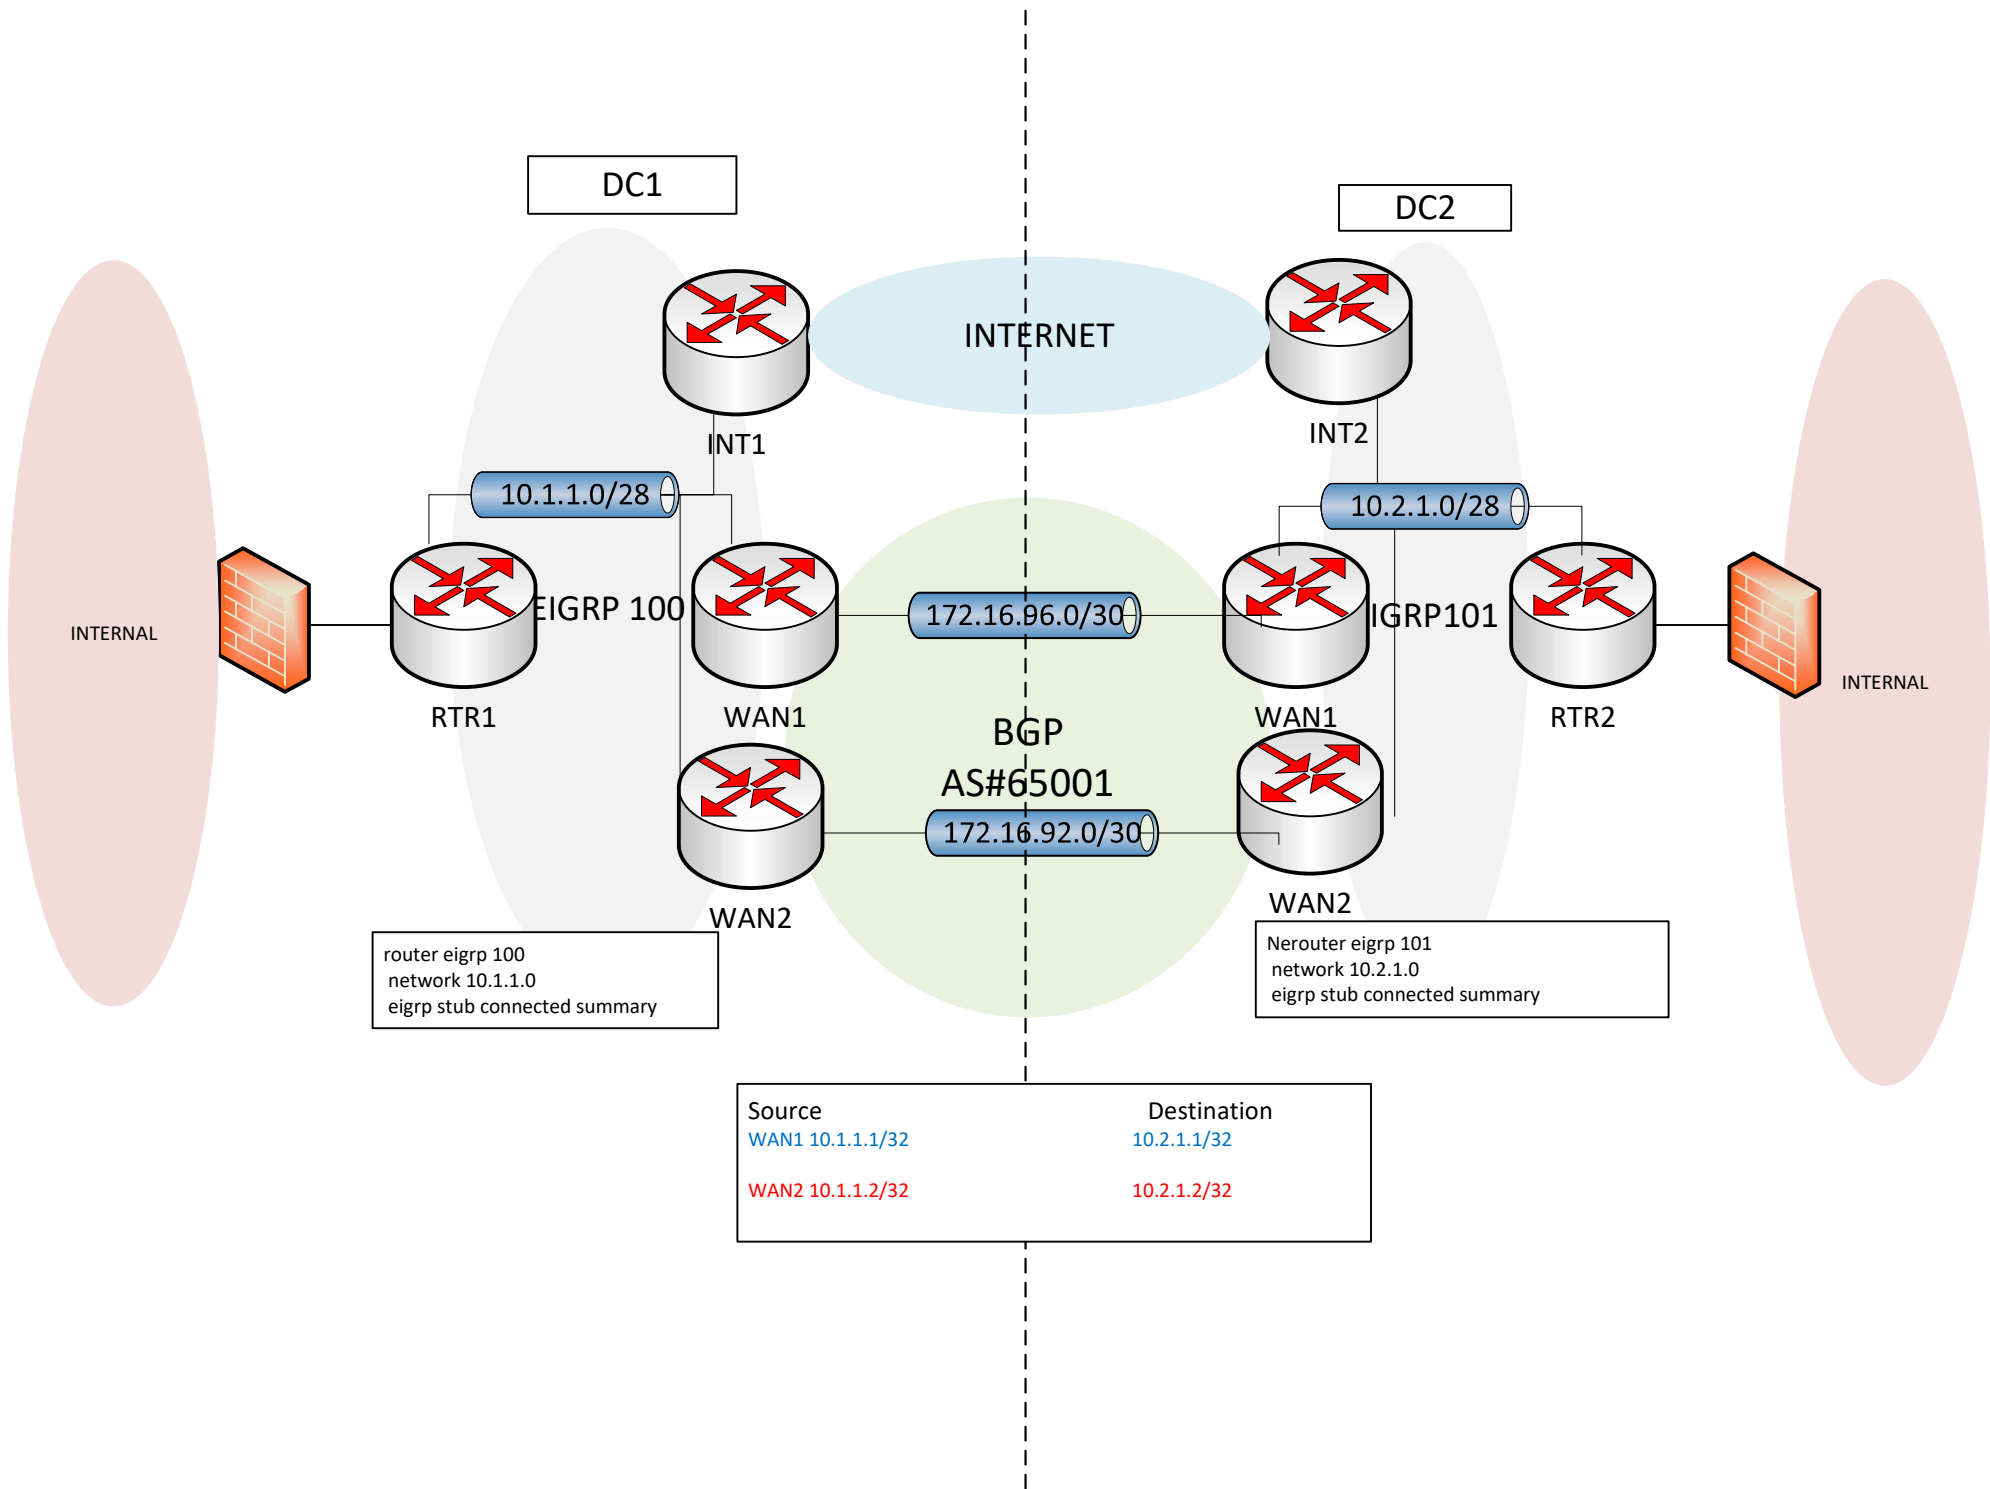 DC1
DC2
INTERNET
INT1
INT2
10.1.1.0/28
10.2.1.0/28
EIGRP 100
172.16.96.0/30
IGRP101
INTERNAL
INTERNAL
RTR1
WAN1
WAN1
RTR2
BGP
AS#65001
172.16.92.0/30
WAN2
WAN2
router eigrp 100
network 10.1.1.0
eigrp stub connected summary
Nerouter eigrp 101
network 10.2.1.0
eigrp stub connected summary
Source Destination
WAN1 10.1.1.1/32 10.2.1.1/32
WAN2 10.1.1.2/32 10.2.1.2/32